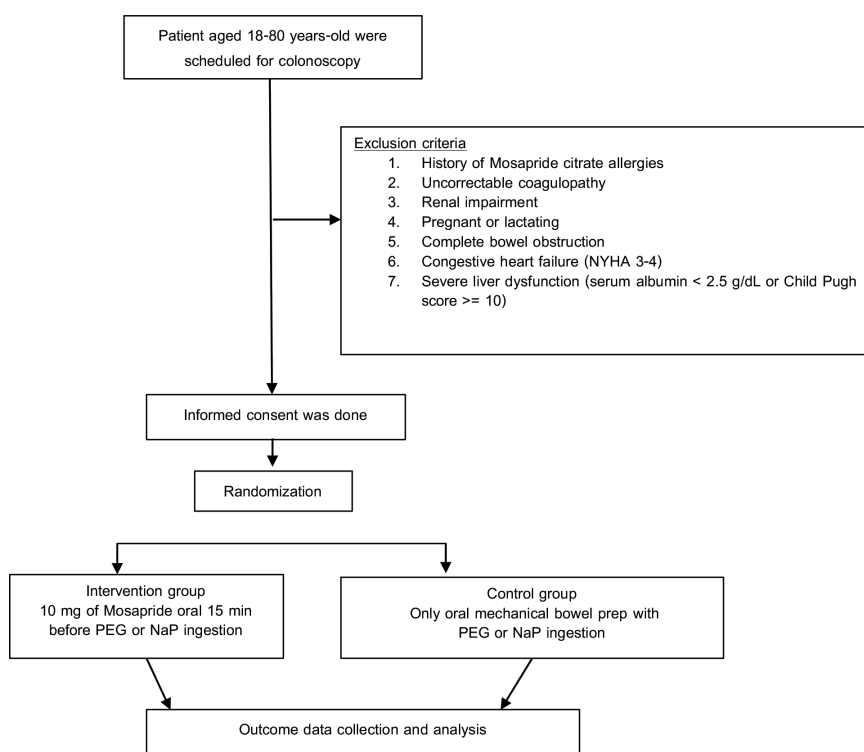 Patient aged 18-80 years-old were
scheduled for colonoscopy
Exclusion criteria
1. History of Mosapride citrate allergies
2. Uncorrectable coagulopathy
3. Renal impairment
4. Pregnant or lactating
5. Complete bowel obstruction
6. Congestive heart failure (NYHA 3-4)
7. Severe liver dysfunction (serum albumin < 2.5 g/dL or Child Pugh
score >= 10)
Informed consent was done
Randomization
Intervention group
10 mg of Mosapride oral 15 min
before PEG or NaP ingestion
Control group
Only oral mechanical bowel prep with
PEG or NaP ingestion
Outcome data collection and analysis